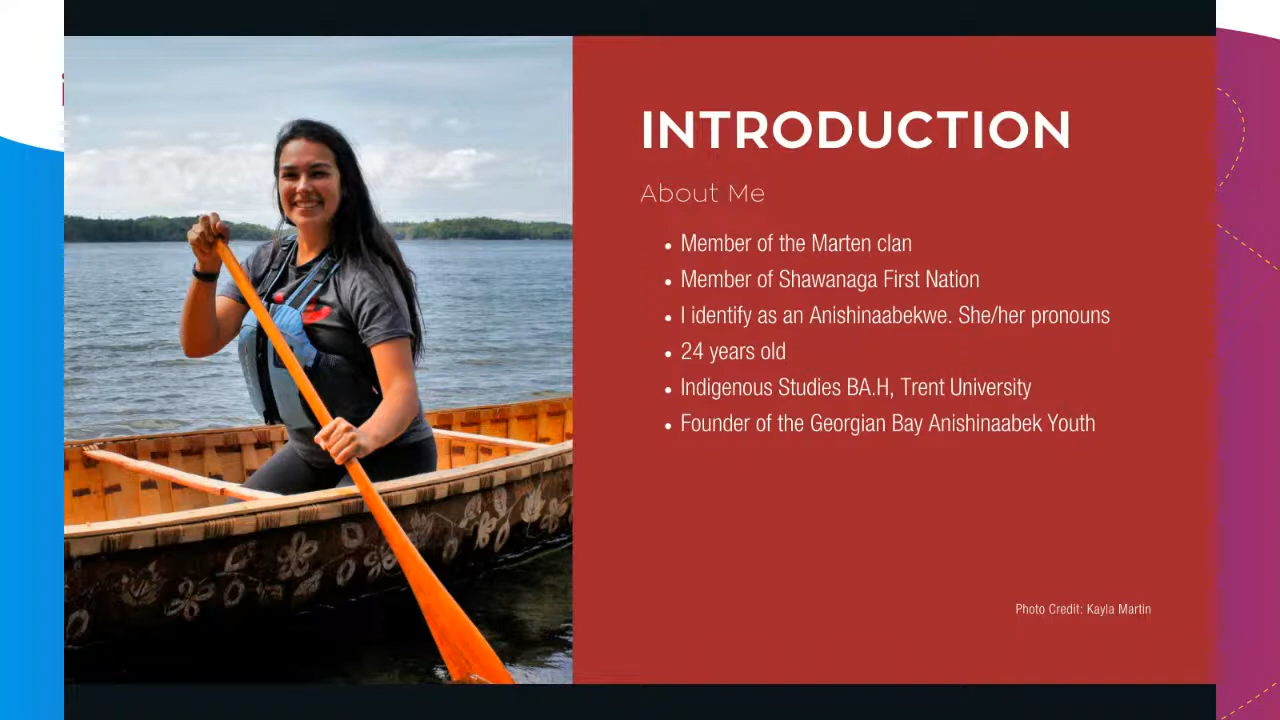 INTRODUCTION
About Me
• Member of the Marten clan
• Member of Shawanaga First Nation
• I identify as an Anishinaabekwe. She/her pronouns
• 24 years old
• Indigenous Studies BA.H, Trent University
• Founder of the Georgian Bay Anishinaabek Youth
Photo Credit: Kayla Martin